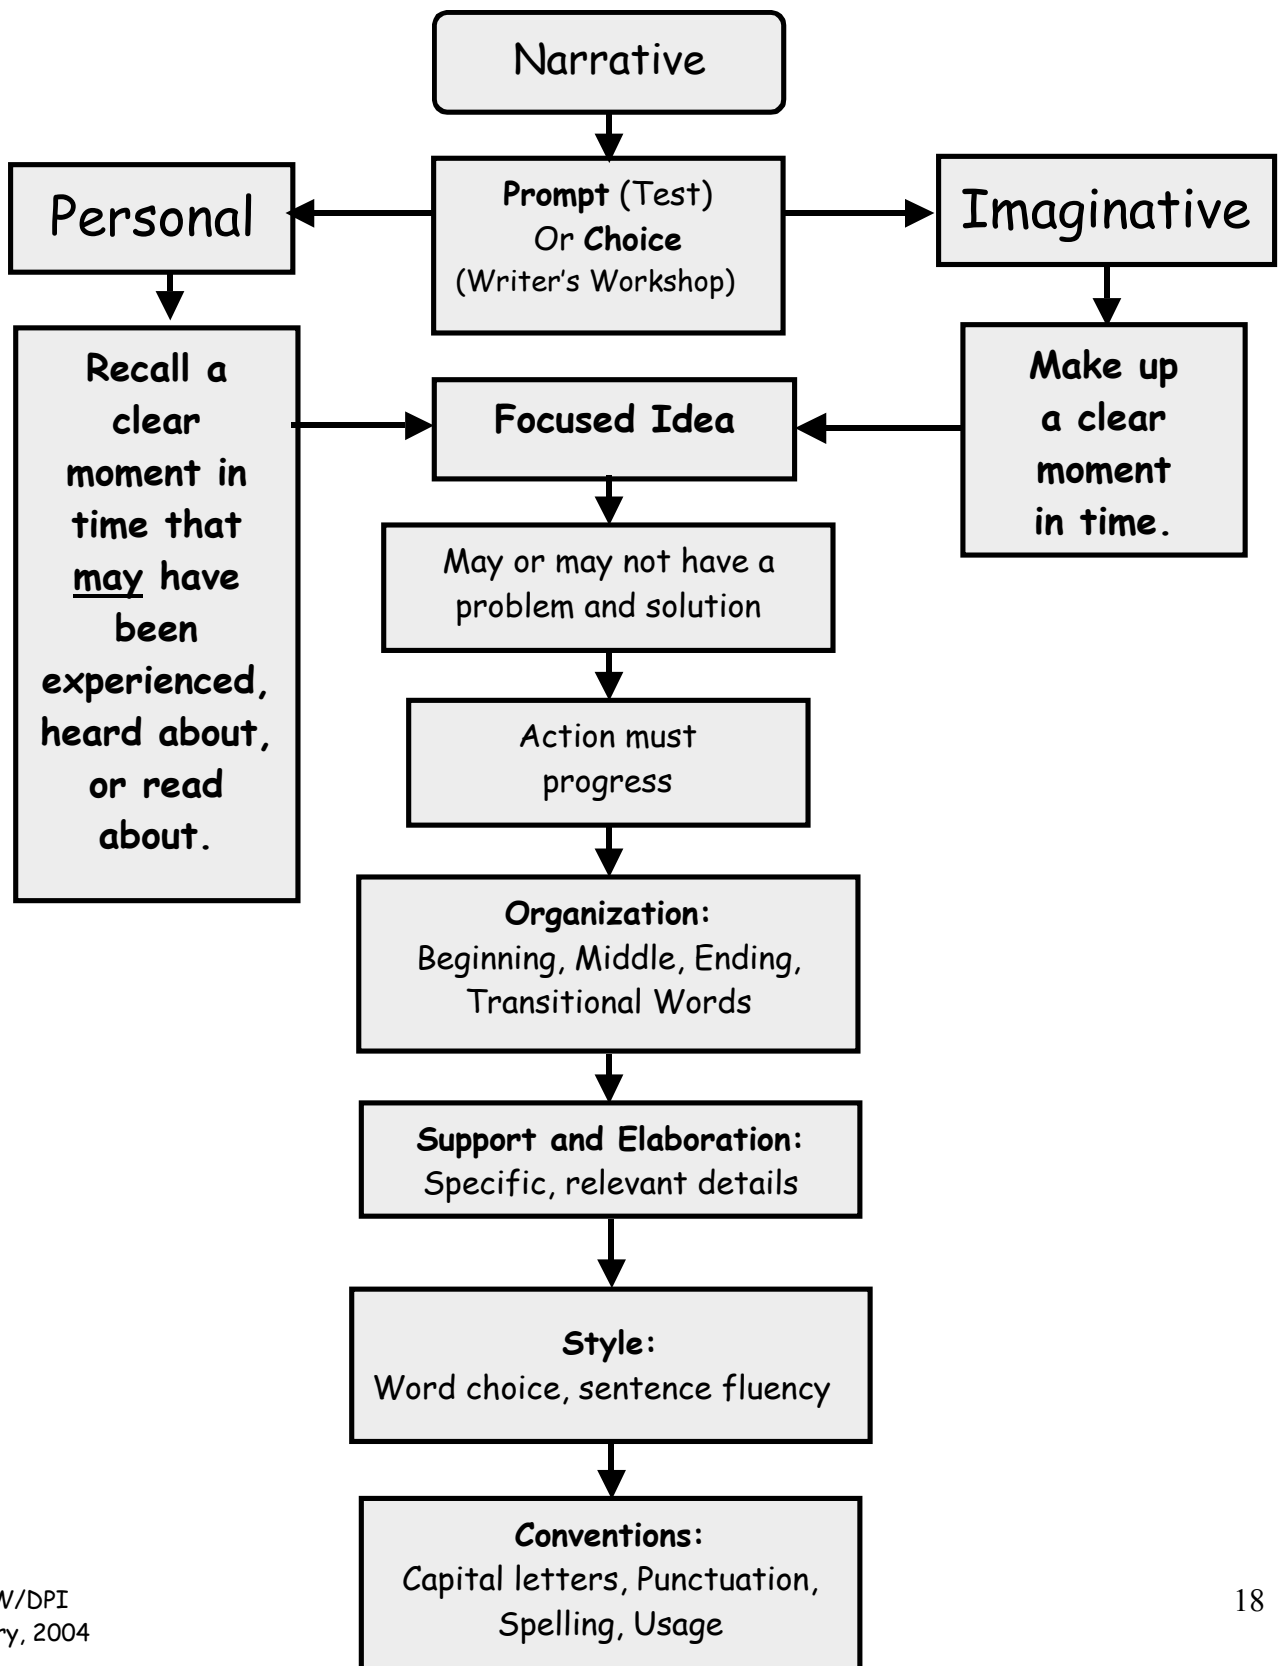 Narrative
Prompt (Test)
Or Choice
(Writer's Workshop)
Personal
Imaginative
Recall a
clear
moment in
time that
may have
been
experienced,
heard about,
or read
about.
Make up
a clear
moment
in time.
Focused Idea
May or may not have a
problem and solution
Action must
progress
Organization:
Beginning, Middle, Ending,
Transitional Words
Support and Elaboration:
Specific, relevant details
Style:
Word choice, sentence fluency
Conventions:
Capital letters, Punctuation,
Spelling, Usage
/DPI
2004
18